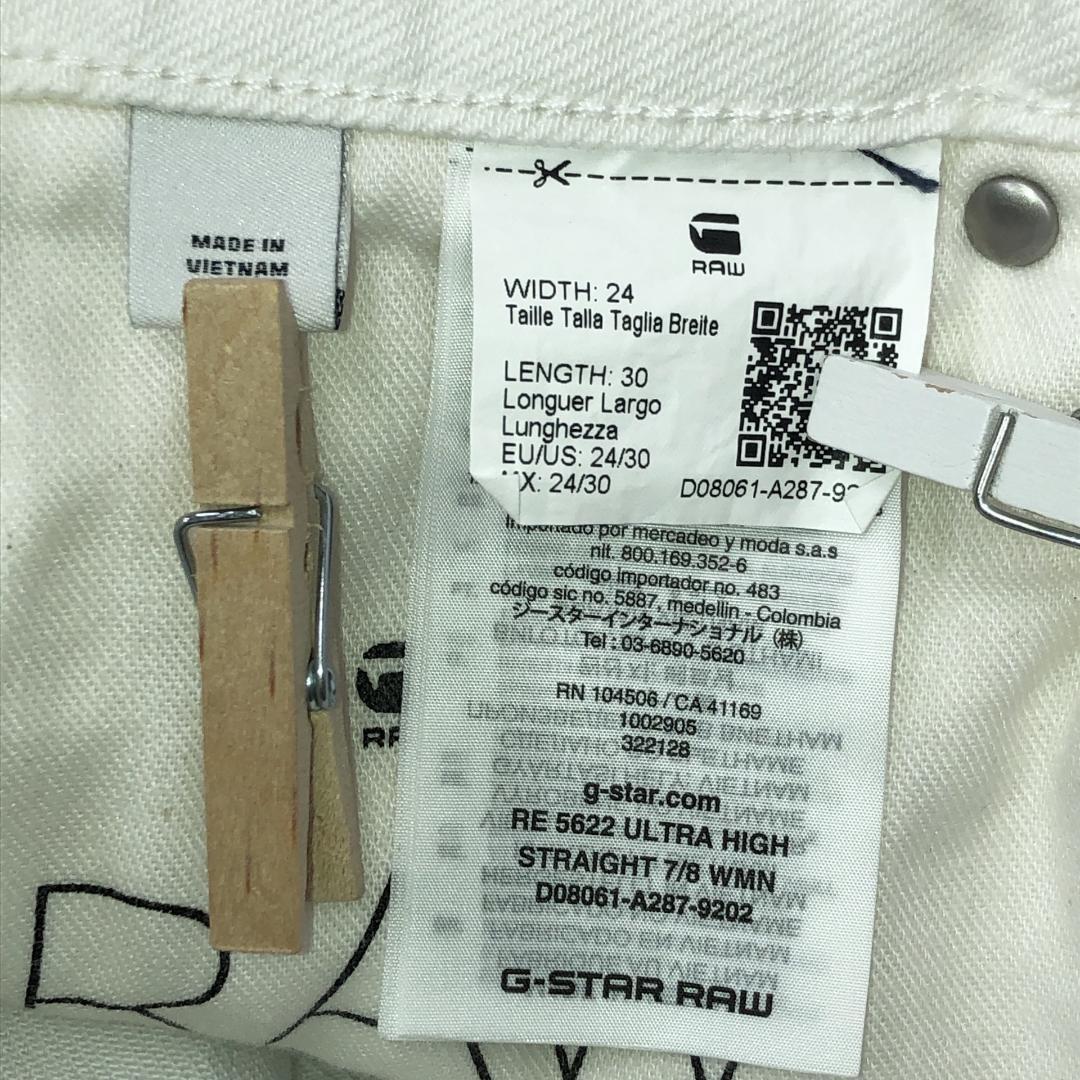 MADE IN
VIETNAM
RAW
WIDTH: 24
Taille Talla Taglia Breite
LENGTH: 30
Longuer Largo
Lunghezza
EU/US: 24/30
X: 24/30
D08061-A287-9
Importado por mercadeo y moda s.a.s
nit. 800.169.352-6
código importador no. 483
código sic no. 5887, medellin - Colombia
ジースターインターナショナル（株）
Tel : 03-6890-5620
RN 104506 / CA 41169
1002905
322128
g-star.com
RE 5622 ULTRA HIGH
STRAIGHT 7/8 WMN
D08061-A287-9202
G-STAR RAW